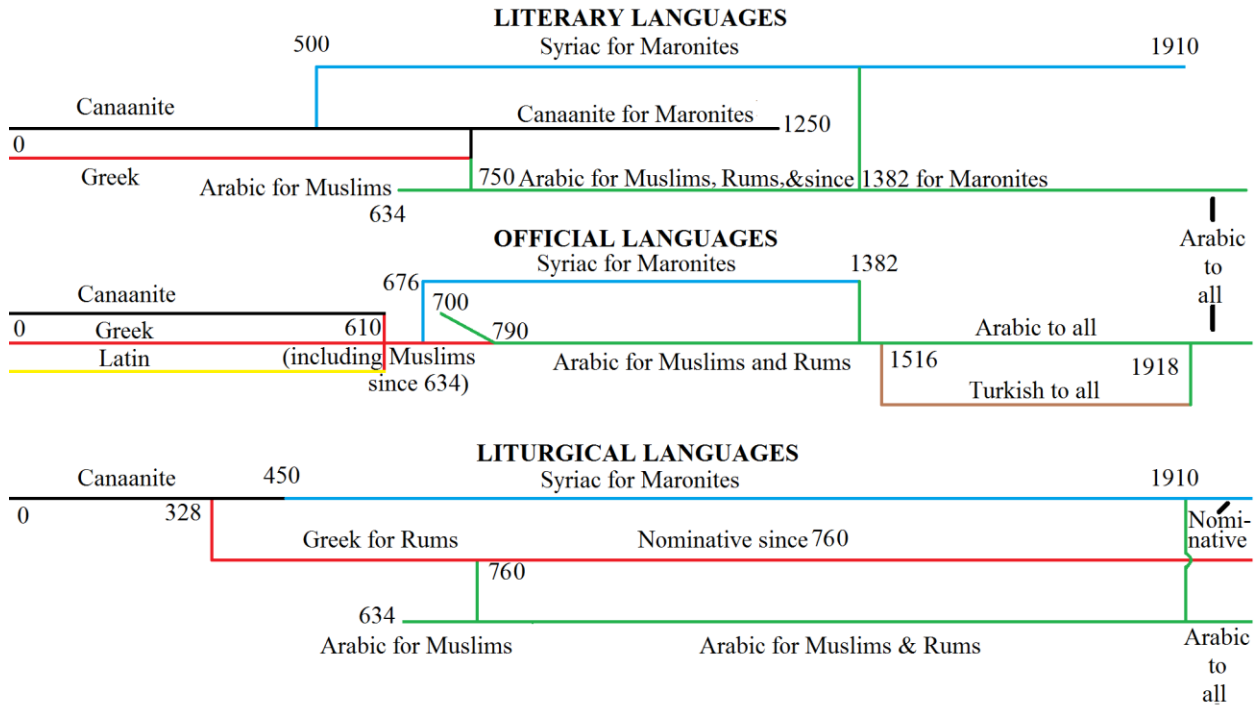 LITERARY LANGUAGES
500
Syriac for Maronites
1910
Canaanite
Canaanite for Maronites
1250
0
Greek
Arabic for Muslims
750 Arabic for Muslims, Rums,&since 1382 for Maronites
634
OFFICIAL LANGUAGES
Arabic
to
all
676
Syriac for Maronites
1382
Canaanite
700
0
Greek
610
790
Arabic to all
Latin
(including Muslims
since 634)
Arabic for Muslims and Rums
1516
1918
Turkish to all
LITURGICAL LANGUAGES
Canaanite
450
Syriac for Maronites
1910
0
328
Nomi-
native
Greek for Rums
Nominative since 760
760
634
Arabic for Muslims
Arabic for Muslims & Rums
Arabic
to
all